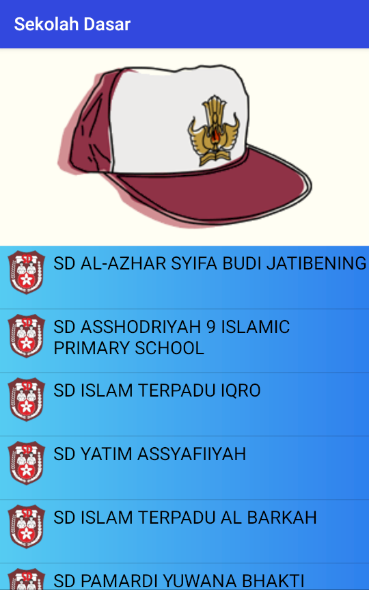 Sekolah Dasar
SD AL-AZHAR SYIFA BUDI JATIBENING
SD ASSHODRIYAH 9 ISLAMIC
PRIMARY SCHOOL
SD ISLAM TERPADU IQRO
SD YATIM ASSYAFIIYAH
SD ISLAM TERPADU AL BARKAH
SD PAMARDI YUWANA BHAKTI